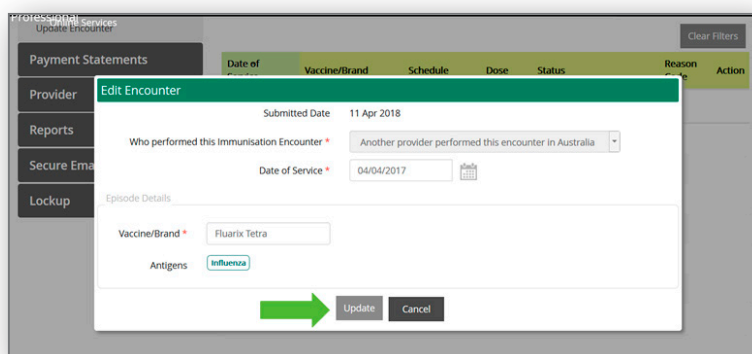 Professional
Online Services
Update Encounter
Clear Filters
Payment Statements
Date of Service Vaccine/Brand Schedule Dose Status Reason Code Action
Provider
Edit Encounter
Submitted Date 11 Apr 2018
Reports
Who performed this Immunisation Encounter * Another provider performed this encounter in Australia
Secure Ema
Date of Service * 04/04/2017
Lockup
Episode Details
Vaccine/Brand * Fluarix Tetra
Antigens Influenza
Update Cancel